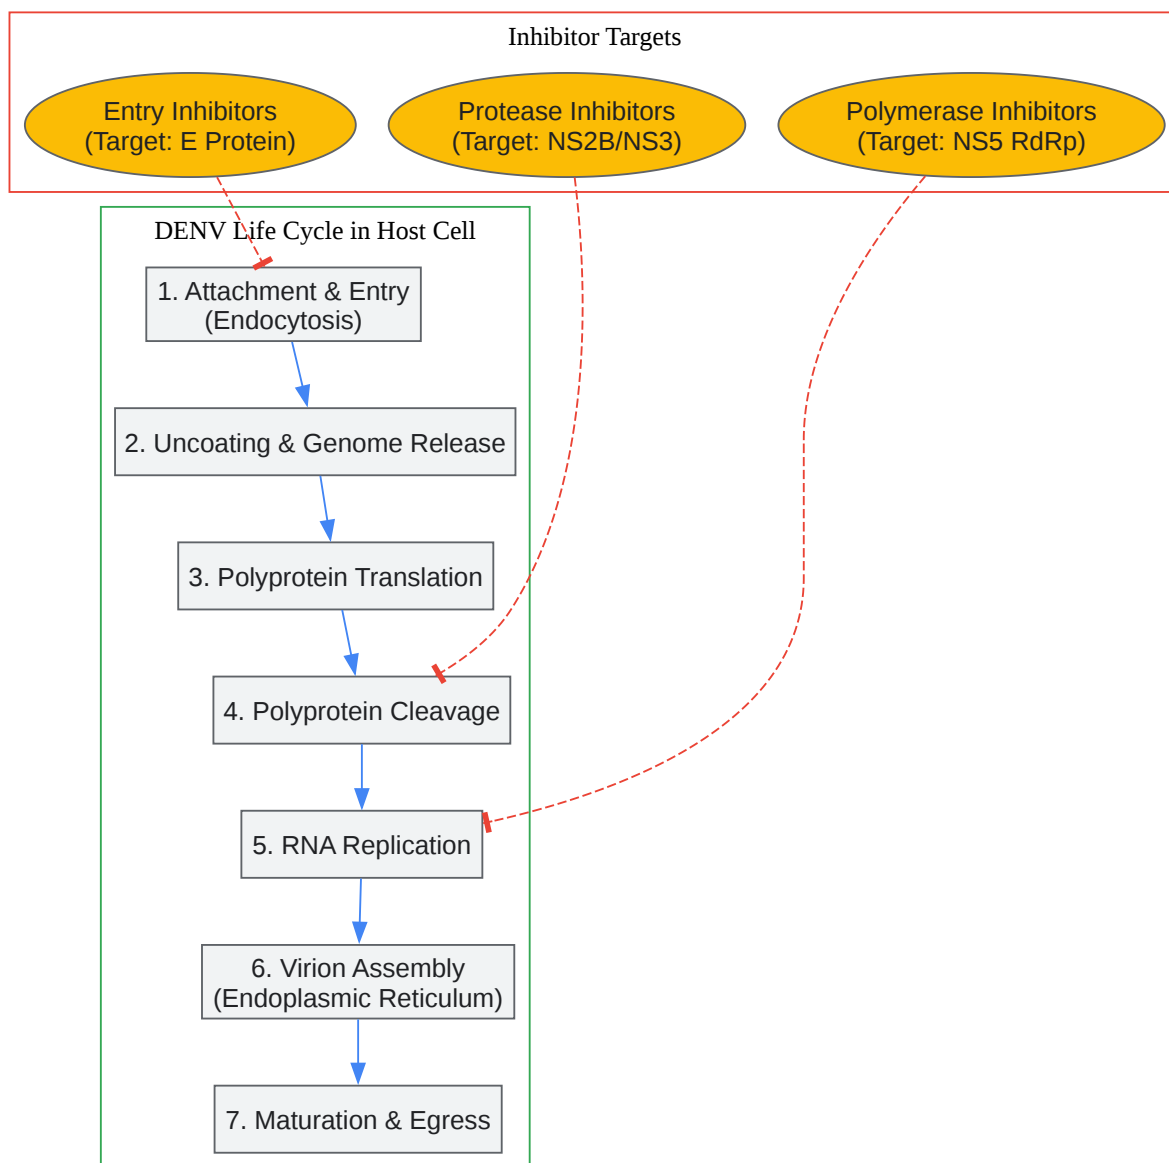 Inhibitor Targets
Entry Inhibitors
(Target: E Protein)
Protease Inhibitors
(Target: NS2B/NS3)
Polymerase Inhibitors
(Target: NS5 RdRp)
DENV Life Cycle in Host Cell
1. Attachment & Entry
(Endocytosis)
2. Uncoating & Genome Release
3. Polyprotein Translation
4. Polyprotein Cleavage
5. RNA Replication
6. Virion Assembly
(Endoplasmic Reticulum)
7. Maturation & Egress